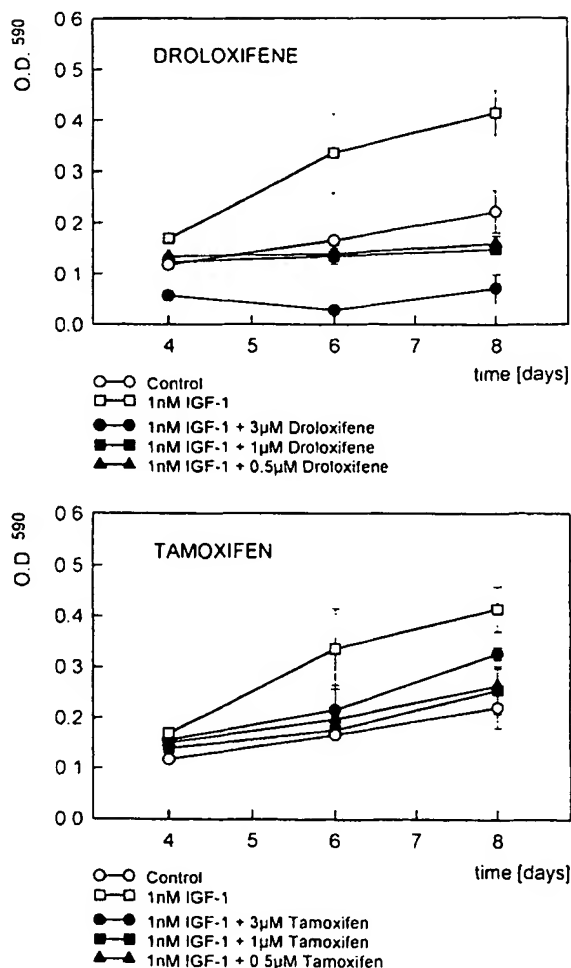 O.D. 590
DROLOXIFENE
0 6
0 5
0 4
0 3
0 2
0 1
0.0
4 5 6 7 8
time [days]
Control
1nM IGF-1
1nM IGF-1 + 3µM Droloxifene
1nM IGF-1 + 1µM Droloxifene
1nM IGF-1 + 0.5µM Droloxifene
O.D 590
TAMOXIFEN
0 6
0 5
0 4
0 3
0 2
0 1
0 0
4 5 6 7 8
time [days]
Control
1nM IGF-1
1nM IGF-1 + 3µM Tamoxifen
1nM IGF-1 + 1µM Tamoxifen
1nM IGF-1 + 0 5µM Tamoxifen